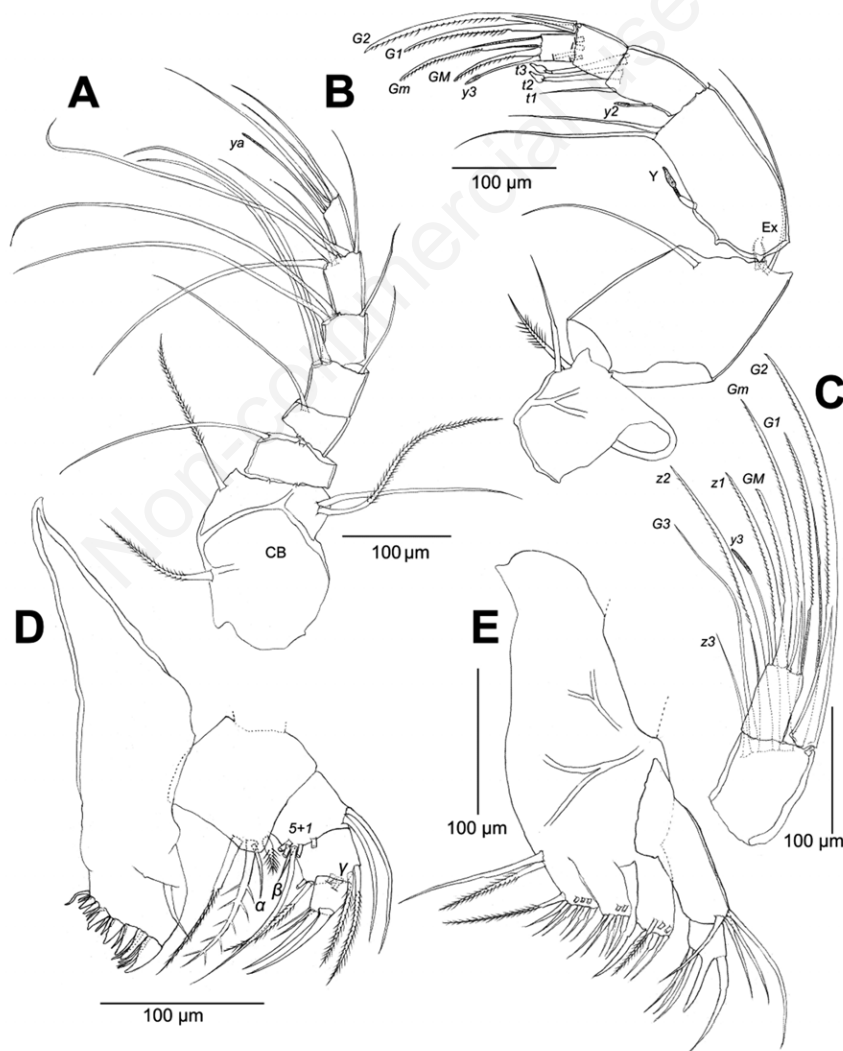 A
B
C
D
E
G2
G1
Gm
GM
y3
t3
t2
t1
y2
100 µm
Y
Ex
ya
CB
100 µm
G2
Gm
G1
z2
z1
GM
G3
y3
z3
100 µm
5+1
α
β
γ
100 µm
100 µm
Non-commercial use